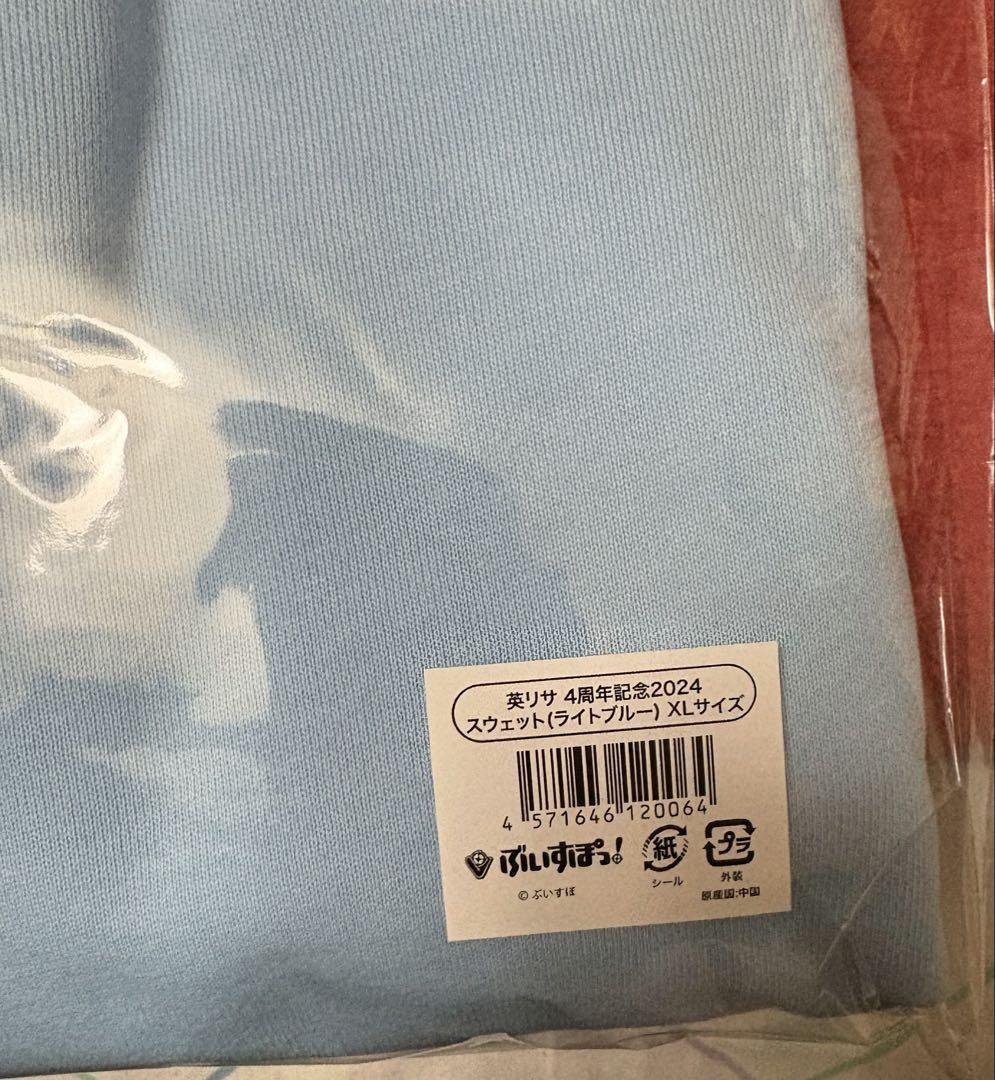 英リサ 4周年記念2024
スウェット(ライトブルー) XLサイズ
4 571646 120064
ぶいすぽっ!
紙
プラ
シール
外装
© ぶいすぽ
原産国:中国